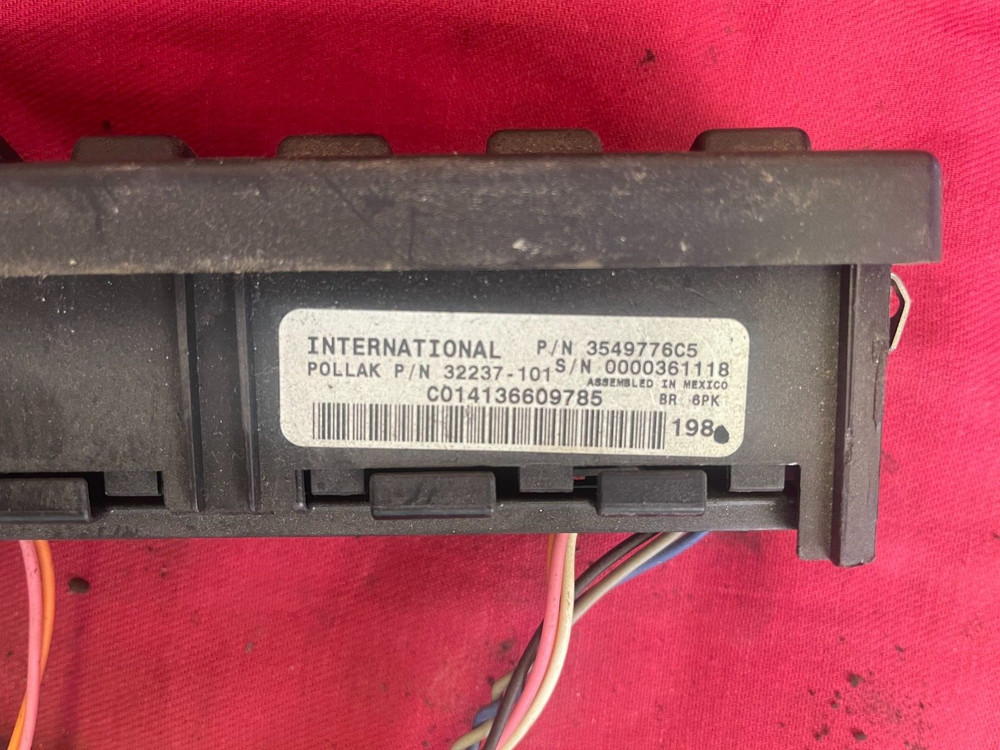 INTERNATIONAL P/N 3549776C5
POLLAK P/N 32237-101 S/N 0000361118
ASSEMBLED IN MEXICO
C014136609785 BR 6PK
198